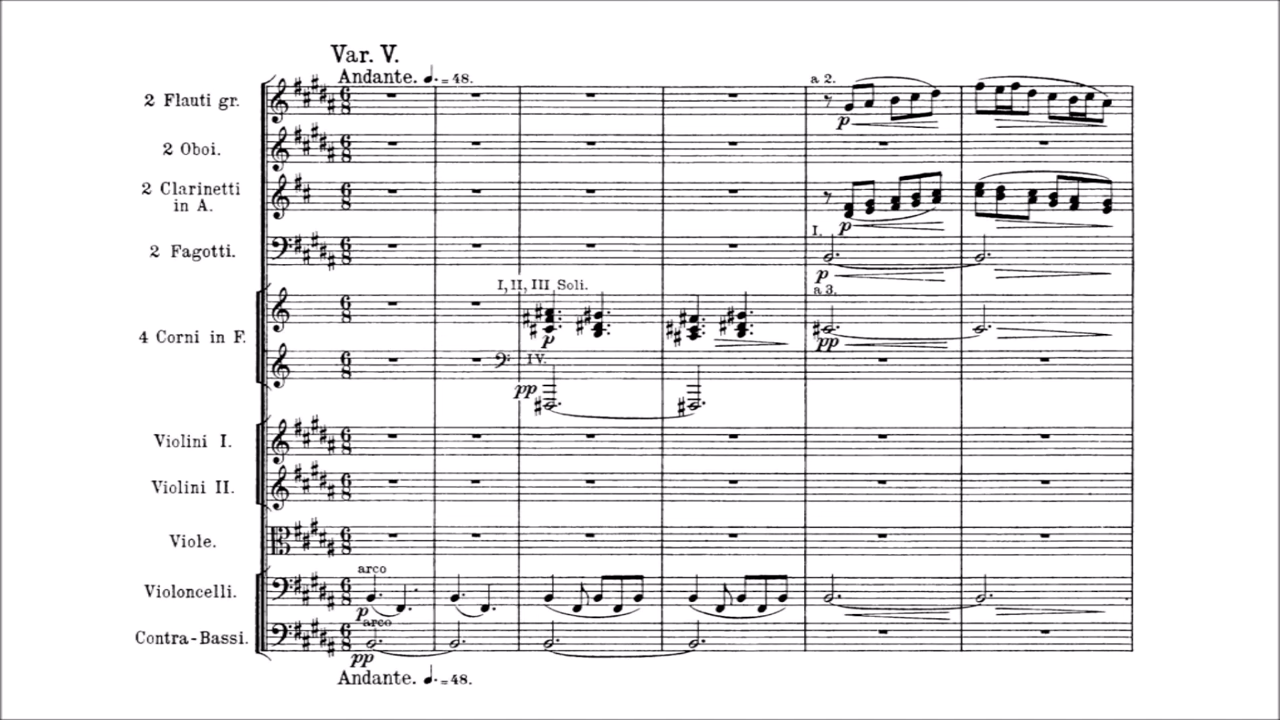 Var. V.
Andante. ♩. = 48.
2 Flauti gr.
a 2.
p
2 Oboi.
2 Clarinetti
in A.
p
I.
2 Fagotti.
p
I, II, III Soli.
a 3.
4 Corni in F.
p
pp
IV.
pp
Violini I.
Violini II.
Viole.
arco
Violoncelli.
p
arco
Contra-Bassi.
pp
Andante. ♩. = 48.